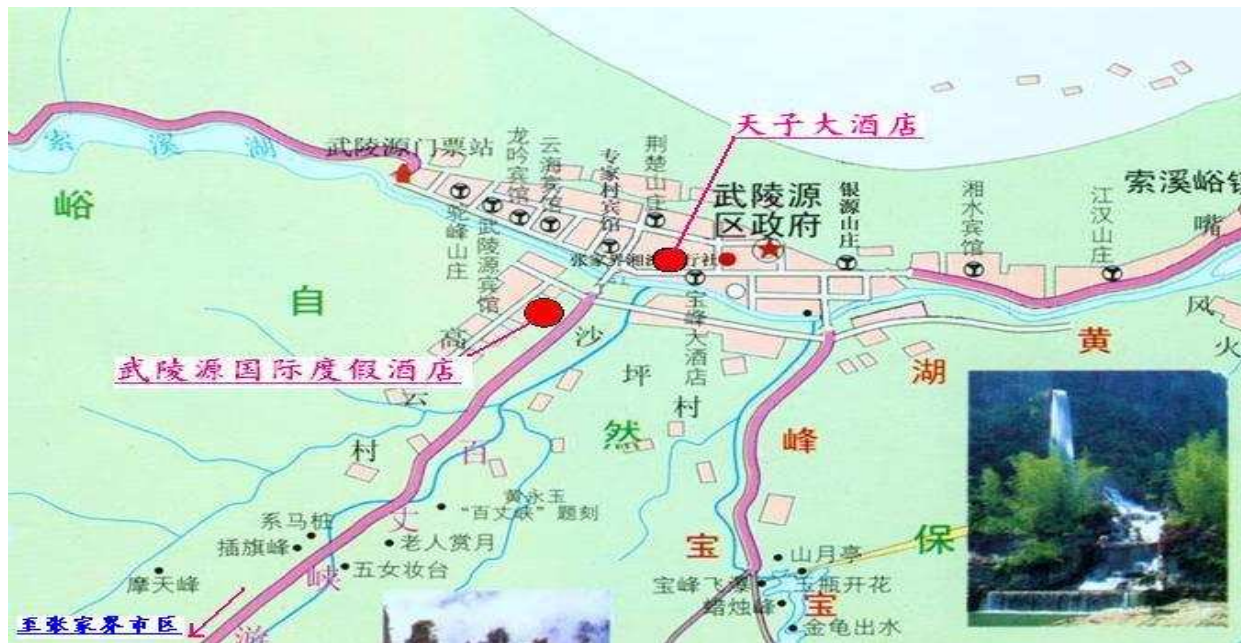 天子大酒店
索溪湖
武陵源门票站
龙吟宾馆
云海宾馆
专家村宾馆
荆楚山庄
武陵源
区政府
银源山庄
湘水宾馆
江汉山庄
索溪峪
嘴
峪
驼峰山庄
武陵源宾馆
宝峰大酒店
自
风
火
高
云
村
沙
坪
村
黄
湖
武陵源国际度假酒店
然
峰
百
丈
峡
游
黄永玉
“百丈峡”题刻
系马桩
插旗峰
老人赏月
五女妆台
摩天峰
宝
保
山月亭
宝峰飞瀑
玉瓶开花
蜡烛峰
宝
金龟出水
至张家界市区